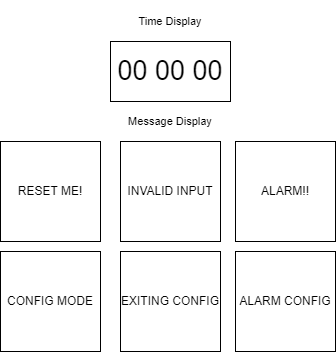 Time Display
00 00 00
Message Display
RESET ME!
INVALID INPUT
ALARM!!
CONFIG MODE
EXITING CONFIG
ALARM CONFIG